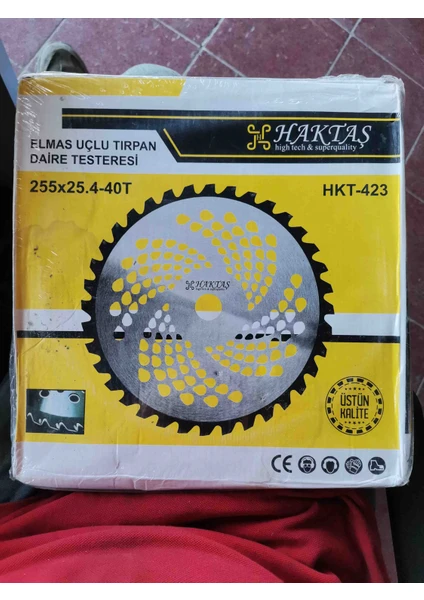 ELMAS UÇLU TIRPAN
DAİRE TESTERESİ
HAKTAŞ
high tech & superquality
255x25.4-40T
HKT-423
HAKTAŞ
ÜSTÜN
KALİTE
CE